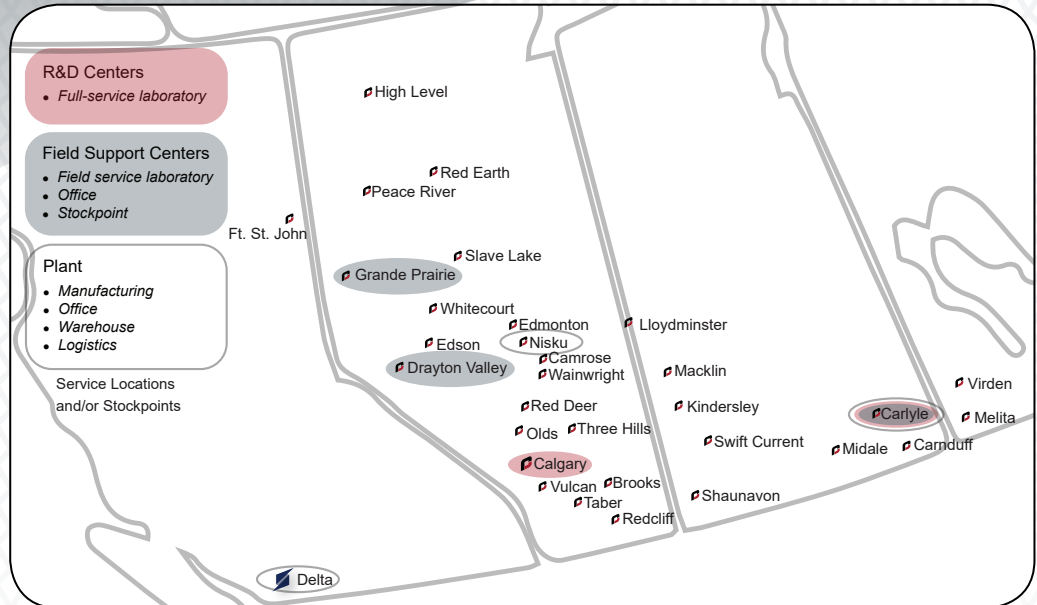 R&D Centers
• Full-service laboratory
Field Support Centers
• Field service laboratory
• Office
• Stockpoint
Plant
• Manufacturing
• Office
• Warehouse
• Logistics
Service Locations
and/or Stockpoints
High Level
Red Earth
Peace River
Ft. St. John
Slave Lake
Grande Prairie
Whitecourt
Edmonton
Lloydminster
Nisku
Edson
Camrose
Drayton Valley
Wainwright
Macklin
Virden
Red Deer
Kindersley
Carlyle
Melita
Olds
Three Hills
Swift Current
Midale
Carnduff
Calgary
Vulcan
Brooks
Taber
Shaunavon
Redcliff
Delta